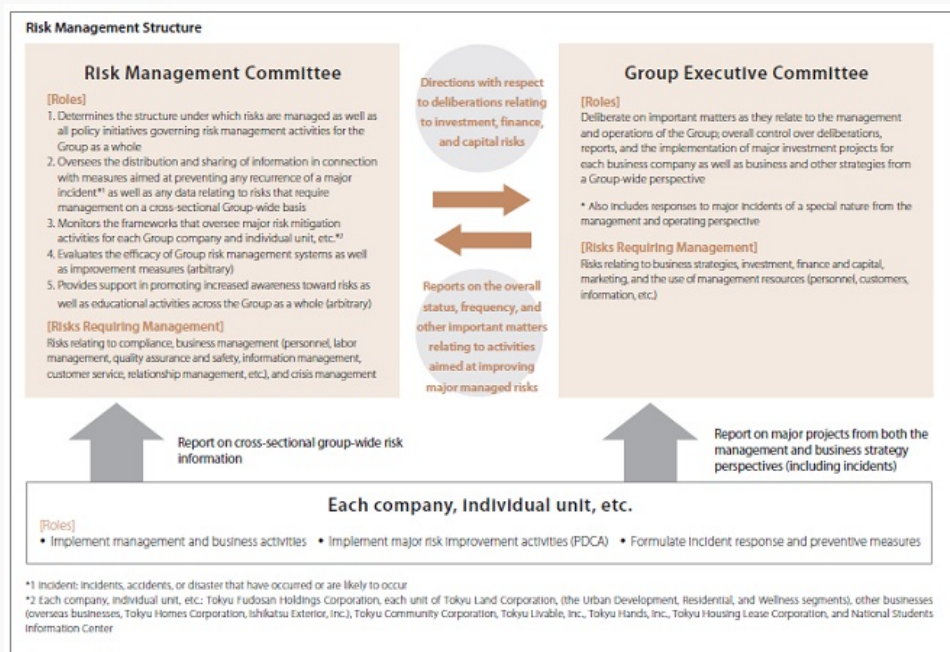 Risk Management Structure
Risk Management Committee
[Roles]
1. Determines the structure under which risks are managed as well as
all policy initiatives governing risk management activities for the
Group as a whole
2. Oversees the distribution and sharing of information in connection
with measures aimed at preventing any recurrence of a major
incident*1 as well as any data relating to risks that require
management on a cross-sectional Group-wide basis
3. Monitors the frameworks that oversee major risk mitigation
activities for each Group company and individual unit, etc.*2
4. Evaluates the efficacy of Group risk management systems as well
as improvement measures (arbitrary)
5. Provides support in promoting increased awareness toward risks as
well as educational activities across the Group as a whole (arbitrary)
[Risks Requiring Management]
Risks relating to compliance, business management (personnel, labor
management, quality assurance and safety, information management,
customer service, relationship management, etc.), and crisis management
Directions with respect
to deliberations relating
to investment, finance,
and capital risks
Reports on the overall
status, frequency, and
other important matters
relating to activities
aimed at improving
major managed risks
Group Executive Committee
[Roles]
Deliberate on important matters as they relate to the management
and operations of the Group; overall control over deliberations,
reports, and the implementation of major investment projects for
each business company as well as business and other strategies from
a Group-wide perspective
* Also includes responses to major incidents of a special nature from the
management and operating perspective
[Risks Requiring Management]
Risks relating to business strategies, investment, finance and capital,
marketing, and the use of management resources (personnel, customers,
information, etc.)
Report on cross-sectional group-wide risk
information
Report on major projects from both the
management and business strategy
perspectives (including incidents)
Each company, individual unit, etc.
[Roles]
• Implement management and business activities • Implement major risk improvement activities (PDCA) • Formulate incident response and preventive measures
*1 Incident: Incidents, accidents, or disaster that have occurred or are likely to occur
*2 Each company, individual unit, etc.: Tokyu Fudosan Holdings Corporation, each unit of Tokyu Land Corporation, (the Urban Development, Residential, and Wellness segments), other businesses
(overseas businesses, Tokyu Homes Corporation, Ishikatsu Exterior, Inc.), Tokyu Community Corporation, Tokyu Livable, Inc., Tokyu Hands, Inc., Tokyu Housing Lease Corporation, and National Students
Information Center